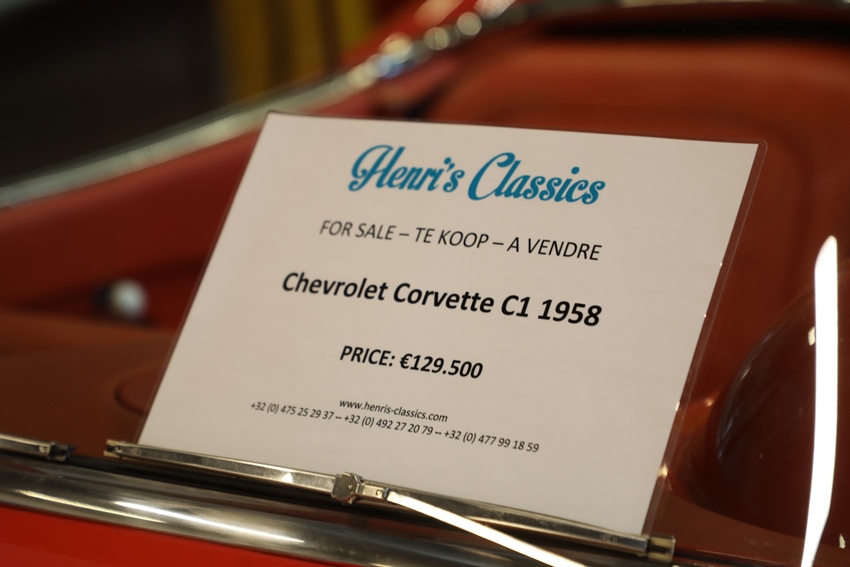 Henri's Classics
FOR SALE – TE KOOP – A VENDRE
Chevrolet Corvette C1 1958
PRICE: €129.500
www.henris-classics.com
+32 (0) 475 25 29 37 -- +32 (0) 492 27 20 79 -- +32 (0) 477 99 18 59